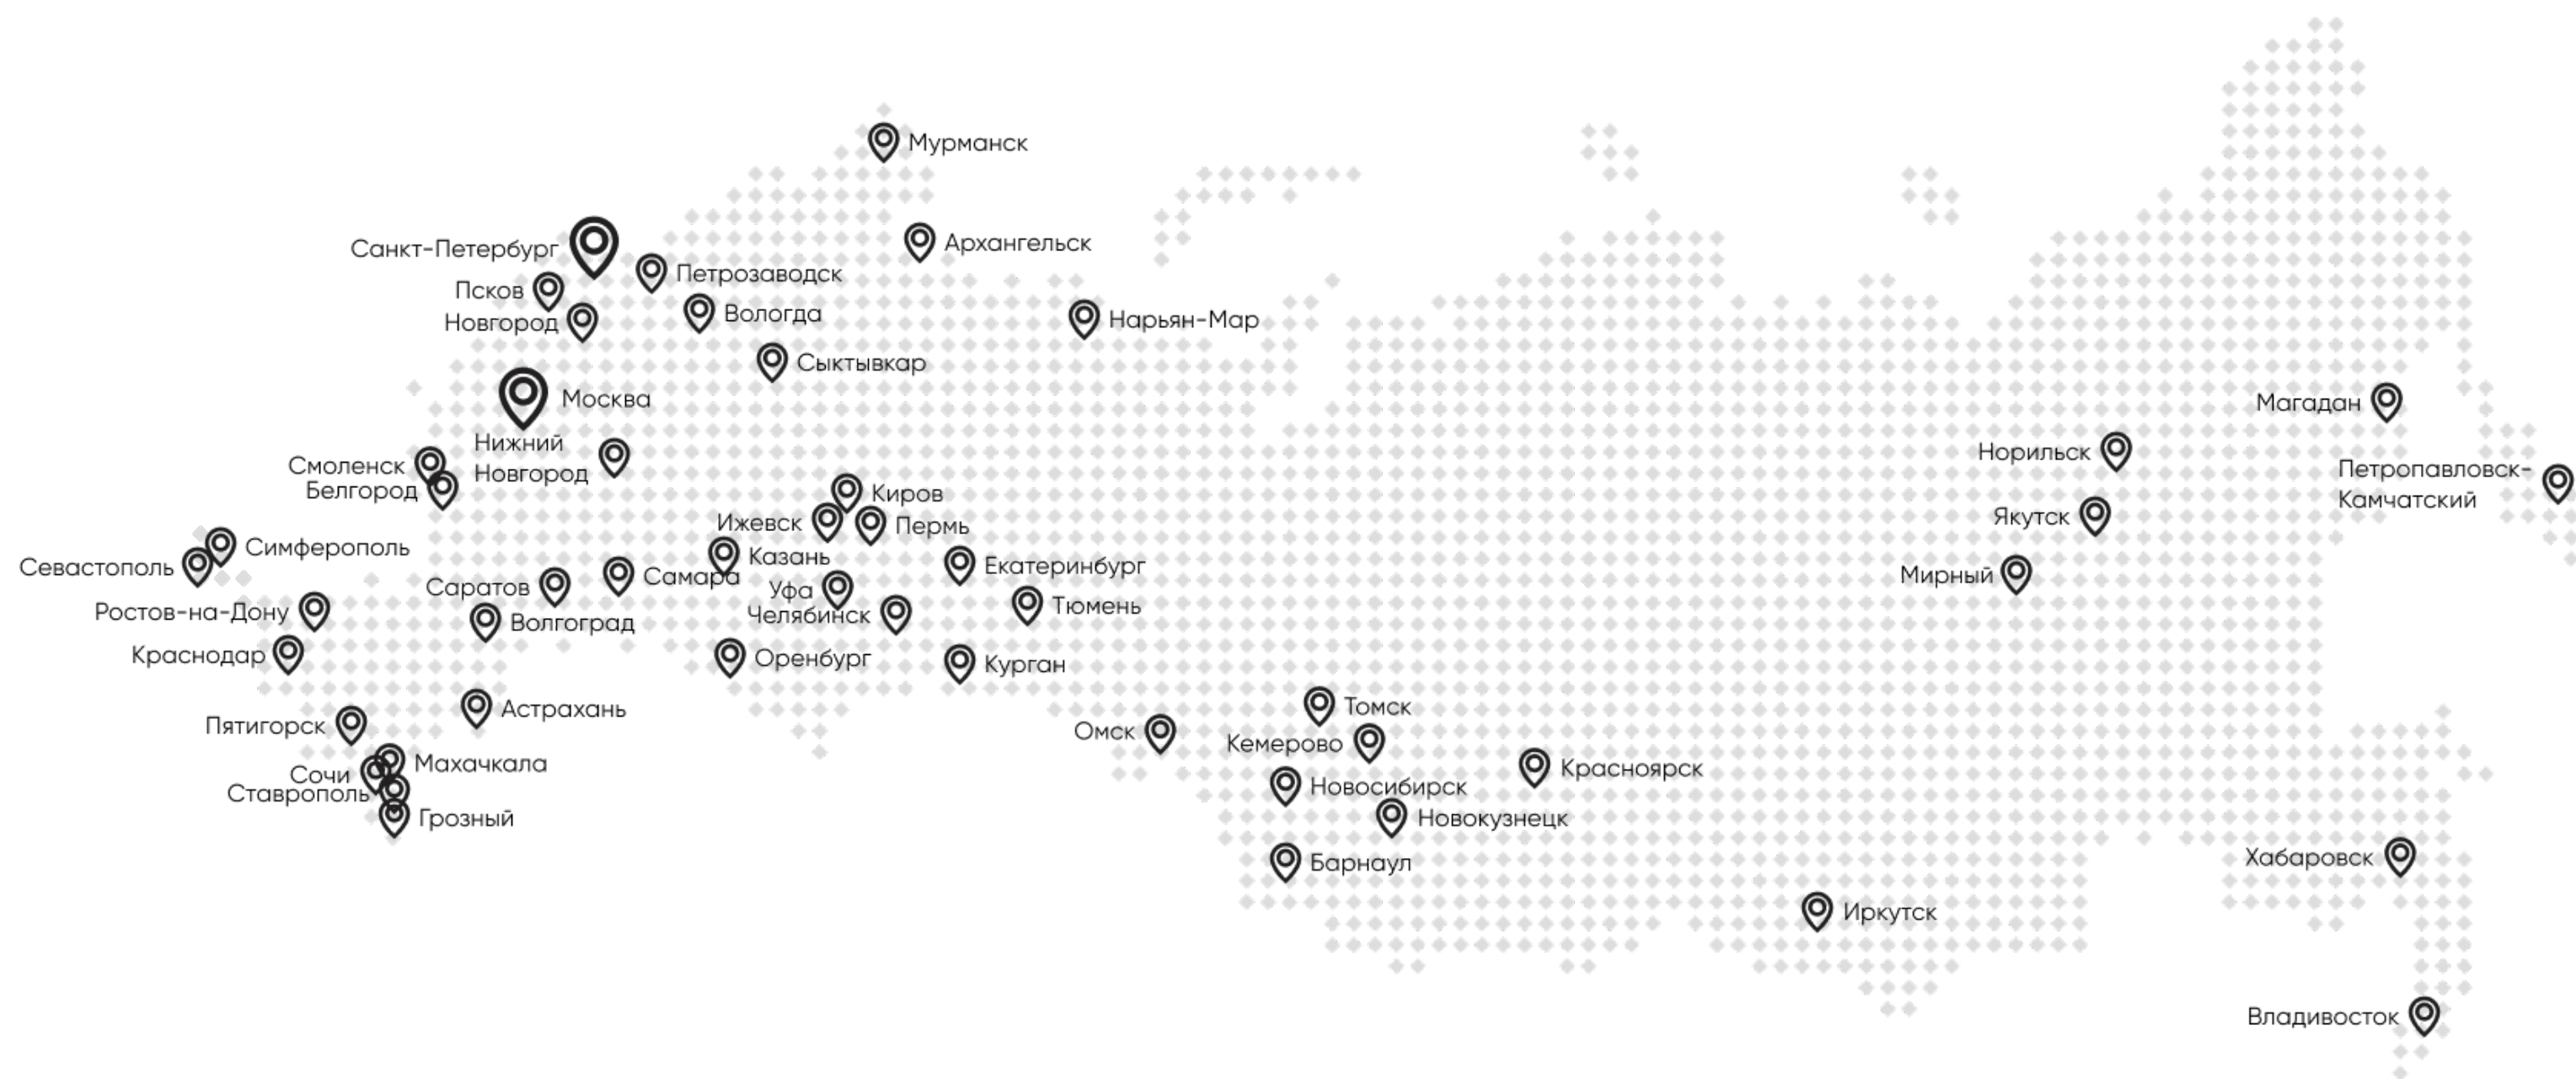 Мурманск
Санкт-Петербург
Архангельск
Петрозаводск
Псков
Вологда
Новгород
Нарьян-Мар
Сыктывкар
Москва
Магадан
Нижний
Новгород
Норильск
Смоленск
Петропавловск-
Камчатский
Белгород
Киров
Ижевск
Пермь
Якутск
Симферополь
Казань
Севастополь
Екатеринбург
Самара
Мирный
Саратов
Уфа
Тюмень
Ростов-на-Дону
Челябинск
Волгоград
Краснодар
Оренбург
Курган
Томск
Астрахань
Пятигорск
Омск
Кемерово
Махачкала
Красноярск
Сочи
Новосибирск
Ставрополь
Грозный
Новокузнецк
Хабаровск
Барнаул
Иркутск
Владивосток